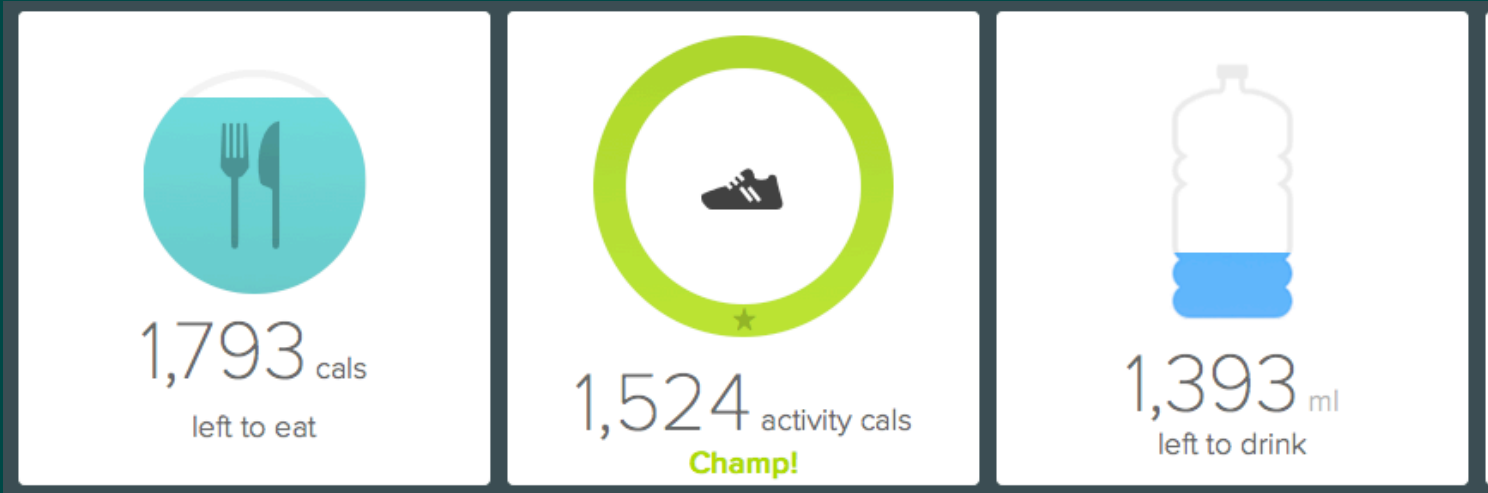 1,793 cals
left to eat
1,524 activity cals
Champ!
1,393 ml
left to drink